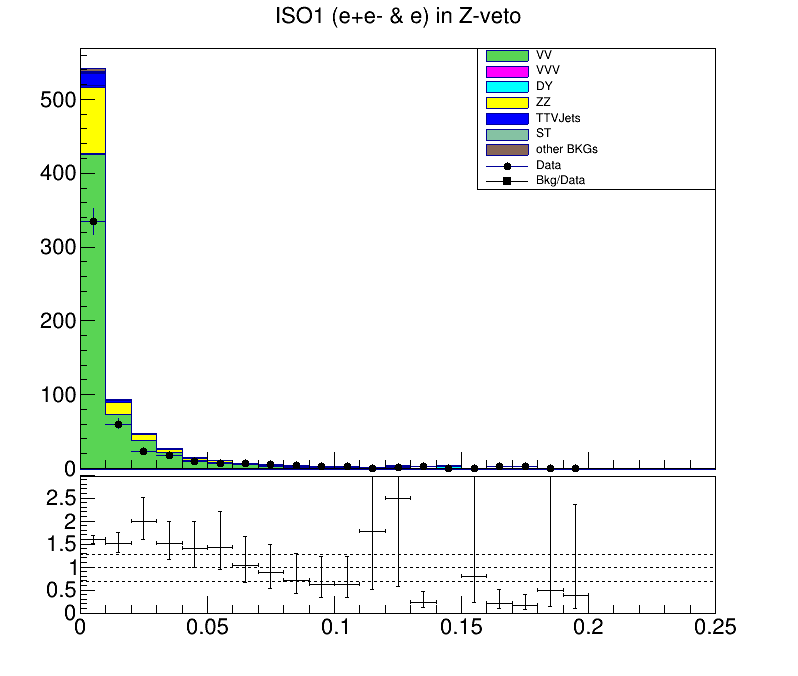 ISO1 (e+e- & e) in Z-veto
VV
VVV
DY
ZZ
TTVJets
ST
other BKGs
Data
Bkg/Data
500
400
300
200
100
0
2.5
2
1.5
1
0.5
0
0 0.05 0.1 0.15 0.2 0.25